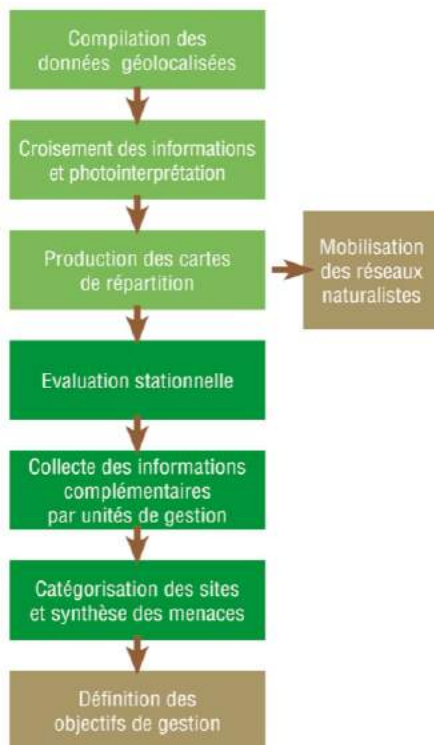 Compilation des
données géolocalisées
Croisement des informations
et photointerprétation
Production des cartes
de répartition
Mobilisation
des réseaux
naturalistes
Evaluation stationnelle
Collecte des informations
complémentaires
par unités de gestion
Catégorisation des sites
et synthèse des menaces
Définition des
objectifs de gestion